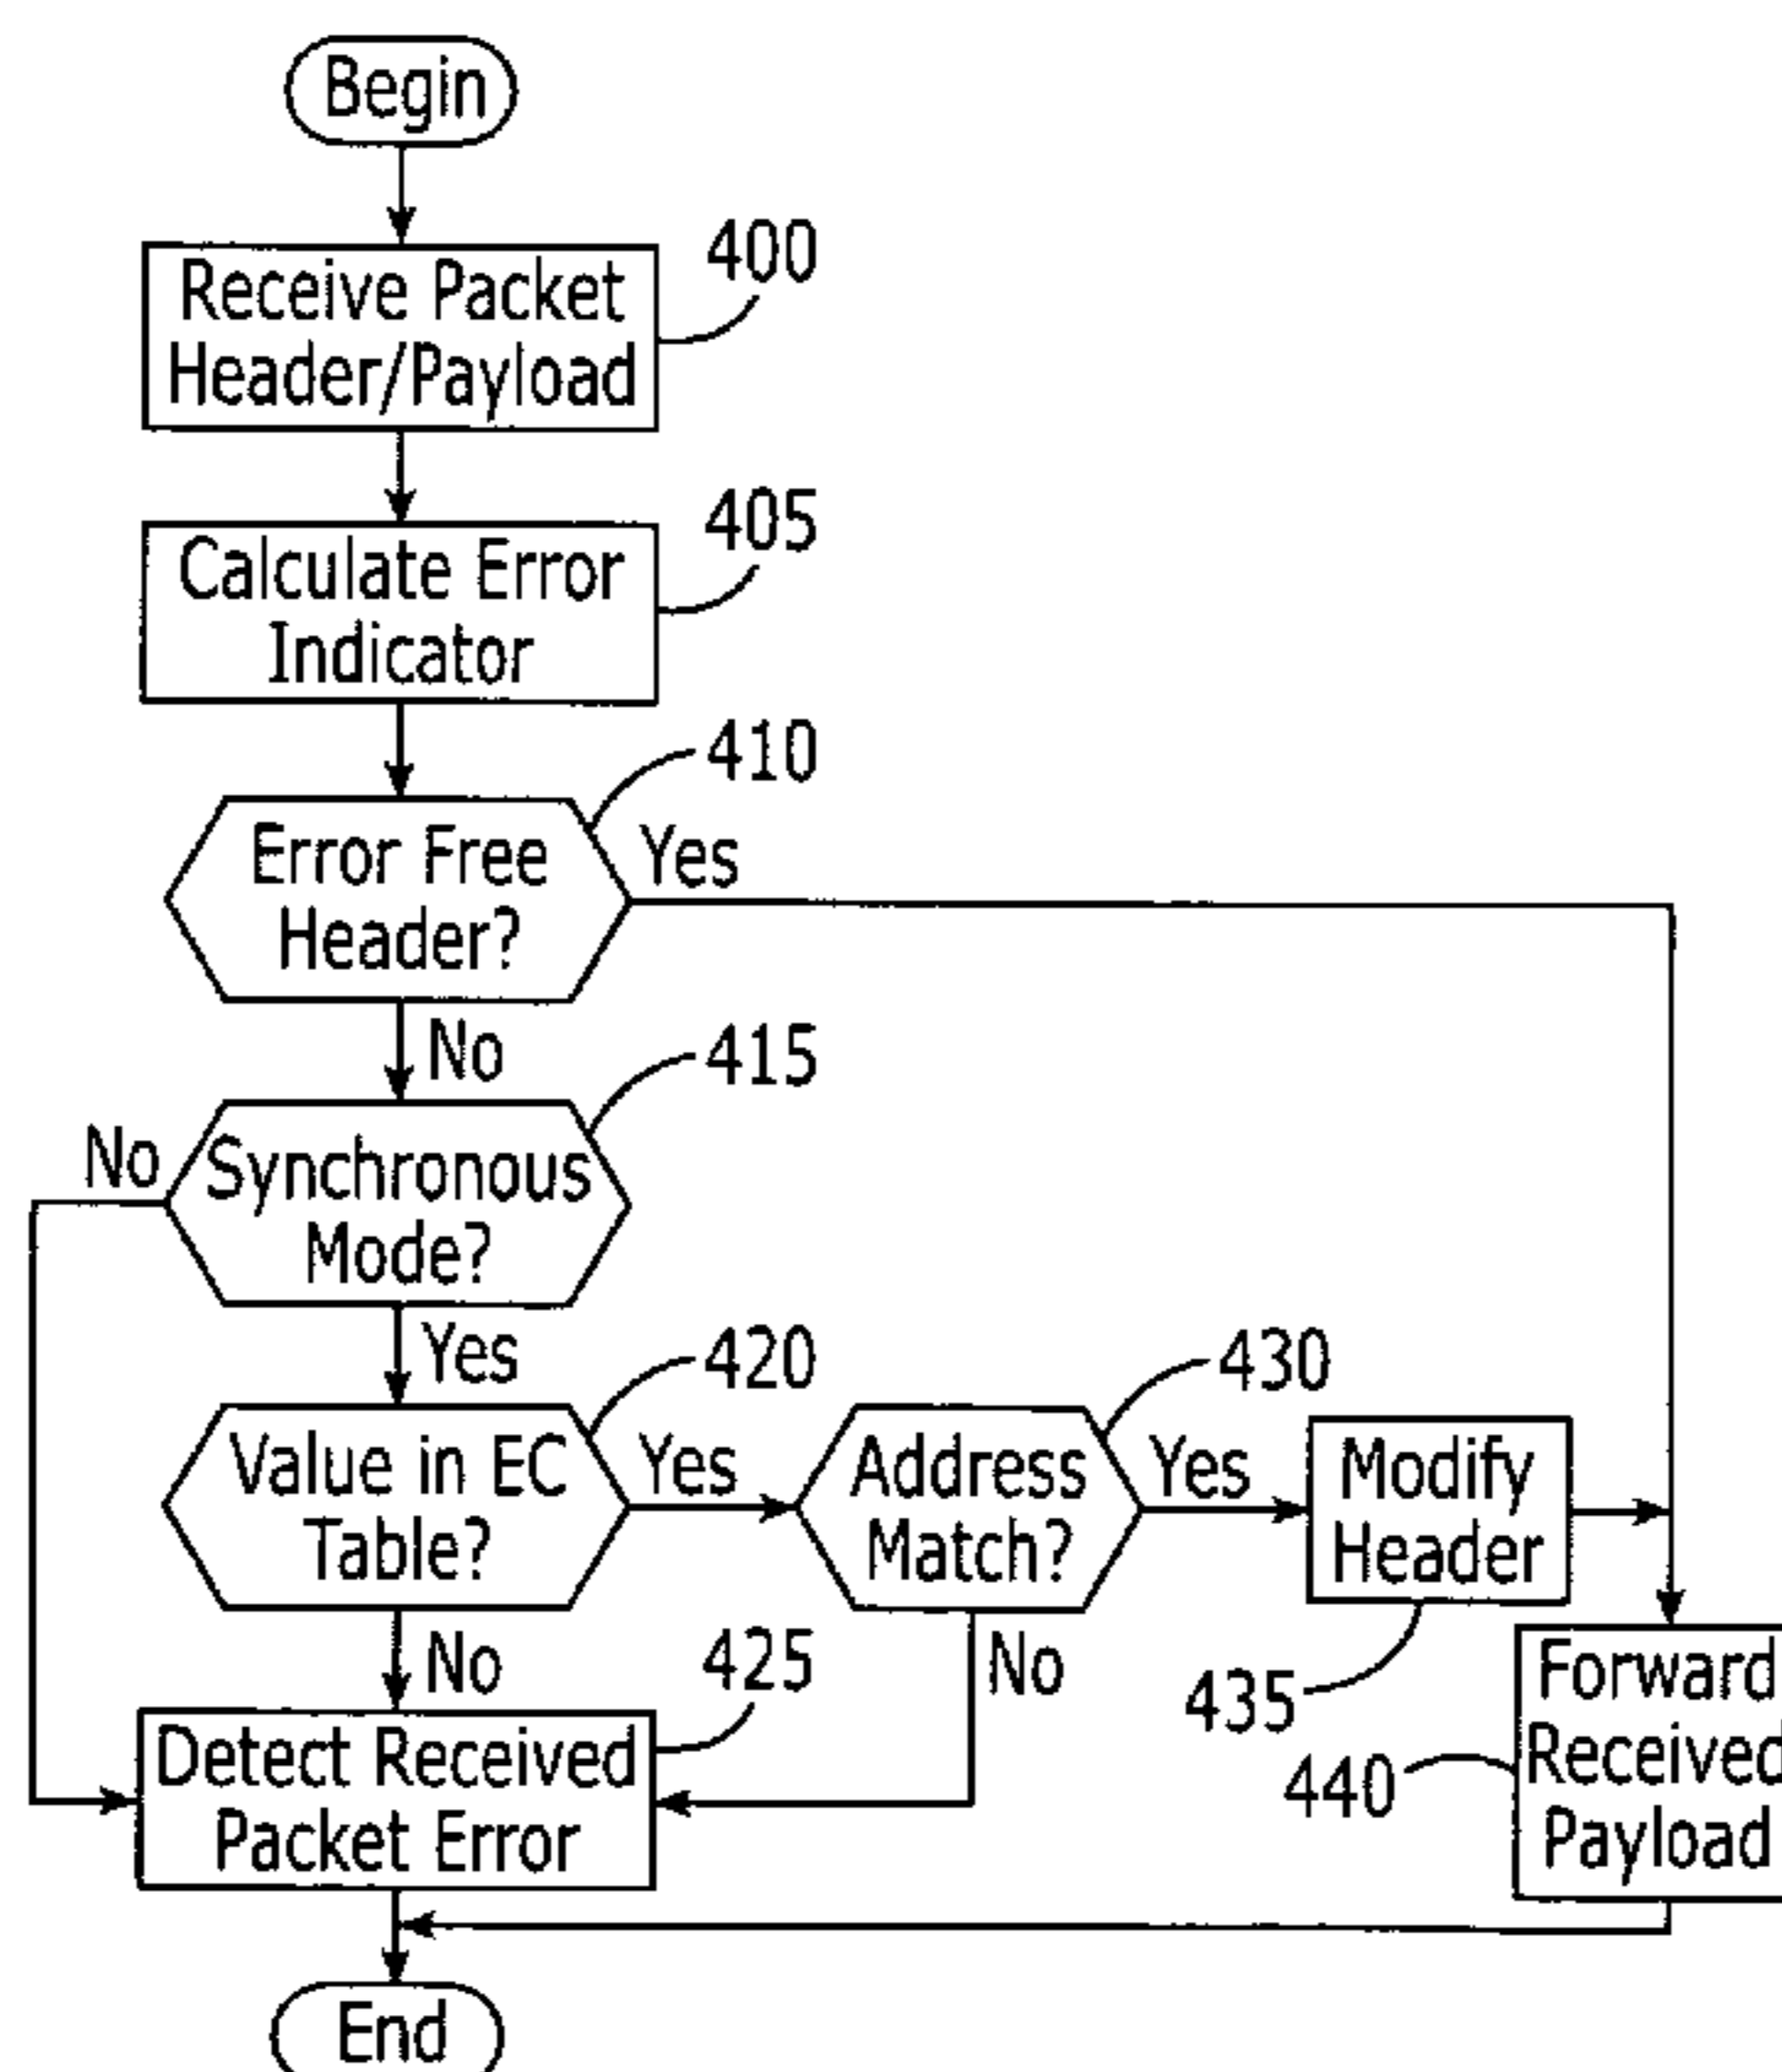 Begin
Receive Packet
Header/Payload
400
Calculate Error
Indicator
405
410
Error Free
Header?
Yes
No
415
No
Synchronous
Mode?
Yes
420
430
Value in EC
Table?
Yes
Address
Match?
Yes
Modify
Header
No
425
No
435
Forward
Received
Payload
440
Detect Received
Packet Error
End